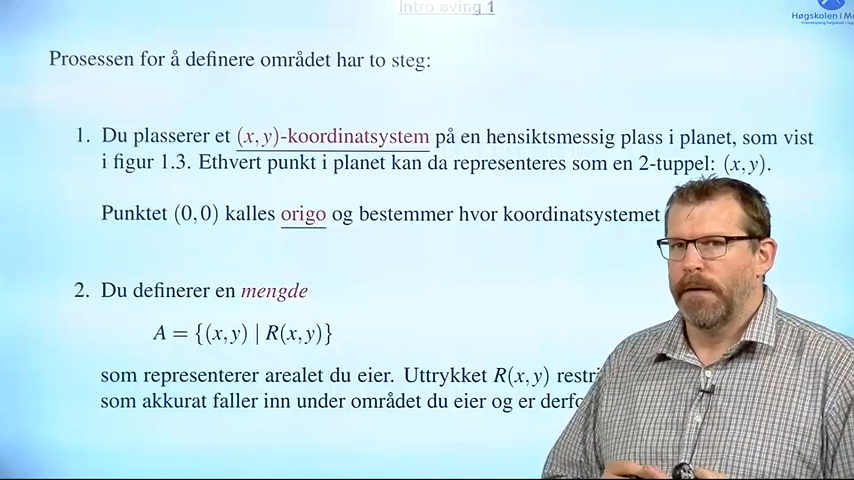 Intro øving 1
Høgskolen i M
Prosessen for å definere området har to steg:
1. Du plasserer et (x, y)-koordinatsystem på en hensiktsmessig plass i planet, som vist
i figur 1.3. Ethvert punkt i planet kan da representeres som en 2-tuppel: (x, y).
Punktet (0, 0) kalles origo og bestemmer hvor koordinatsystemet
2. Du definerer en mengde
A = {(x, y) | R(x, y)}
som representerer arealet du eier. Uttrykket R(x, y)
som akkurat faller inn under området du eier og er